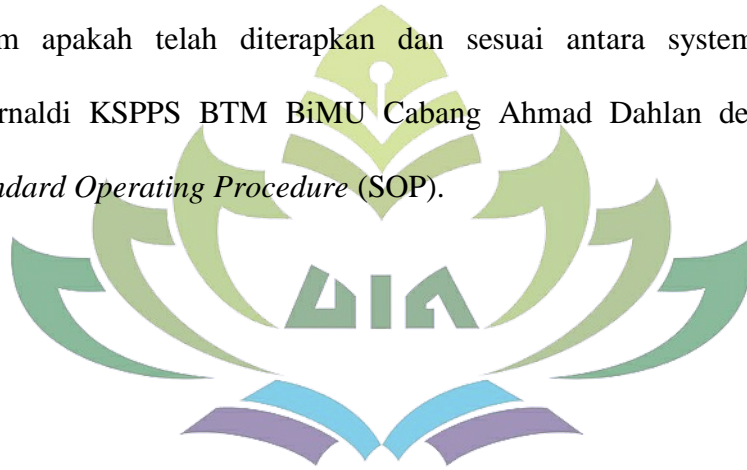 m apakah telah diterapkan dan sesuai antara system
rnaldi KSPPS BTM BiMU Cabang Ahmad Dahlan de
ndard Operating Procedure (SOP).
UIN